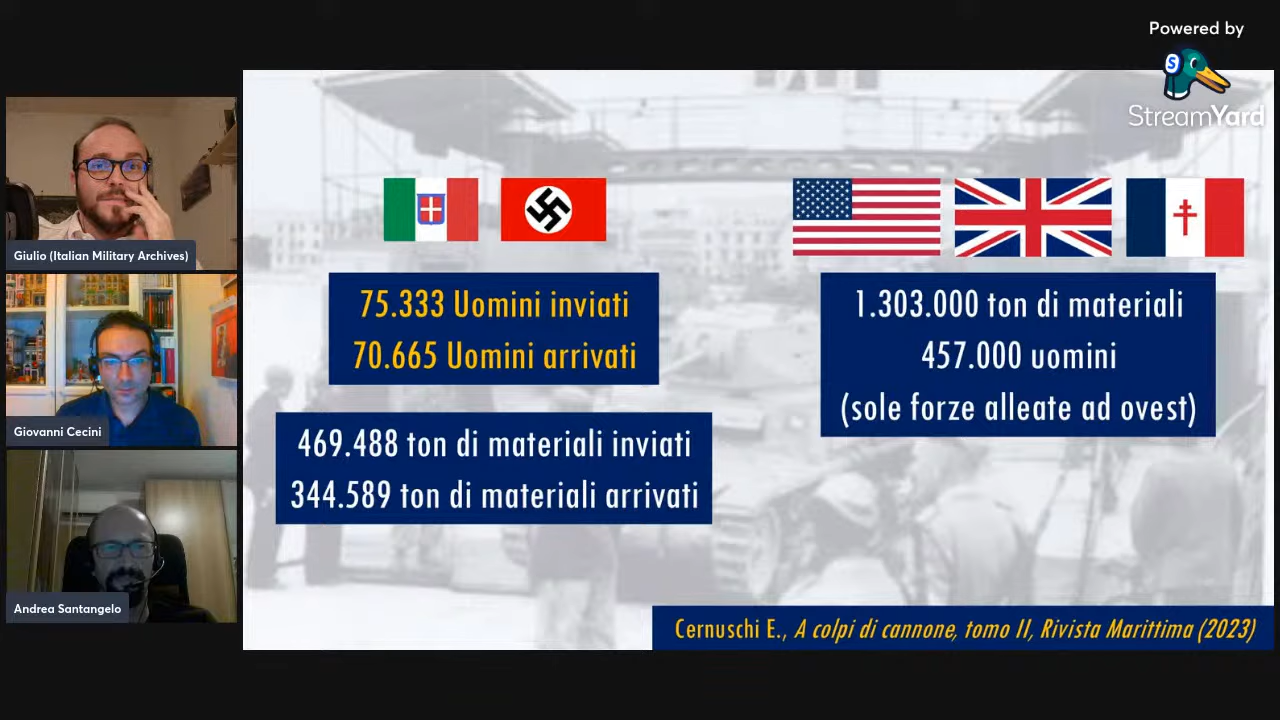 Powered by
StreamYard
Giulio (Italian Military Archives)
Giovanni Cecini
Andrea Santangelo
75.333 Uomini inviati
70.665 Uomini arrivati
469.488 ton di materiali inviati
344.589 ton di materiali arrivati
1.303.000 ton di materiali
457.000 uomini
(sole forze alleate ad ovest)
Cernuschi E., A colpi di cannone, tomo II, Rivista Marittima (2023)